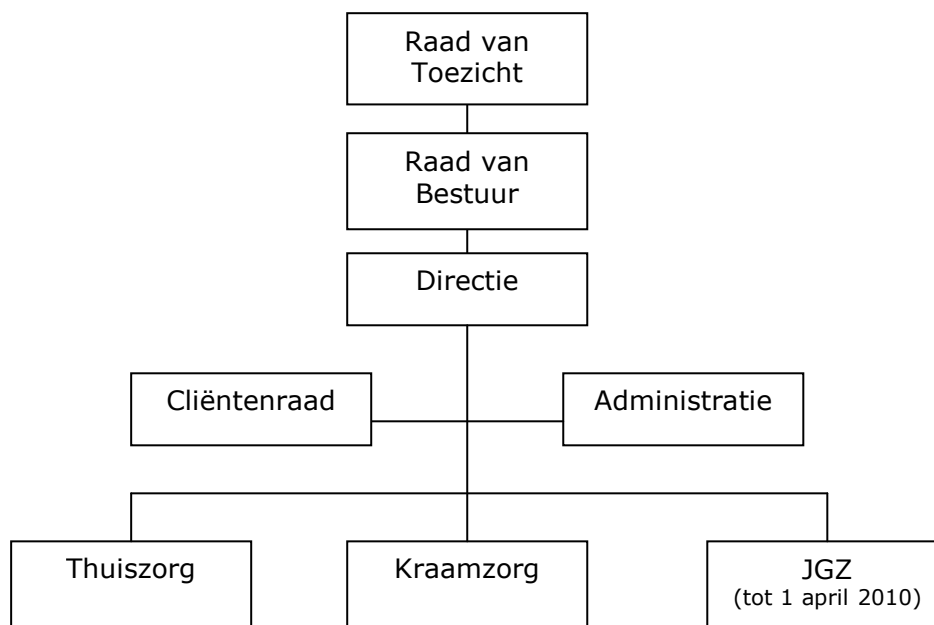 Raad van
Toezicht
Raad van
Bestuur
Directie
Cliëntenraad
Administratie
Thuiszorg
Kraamzorg
JGZ
(tot 1 april 2010)